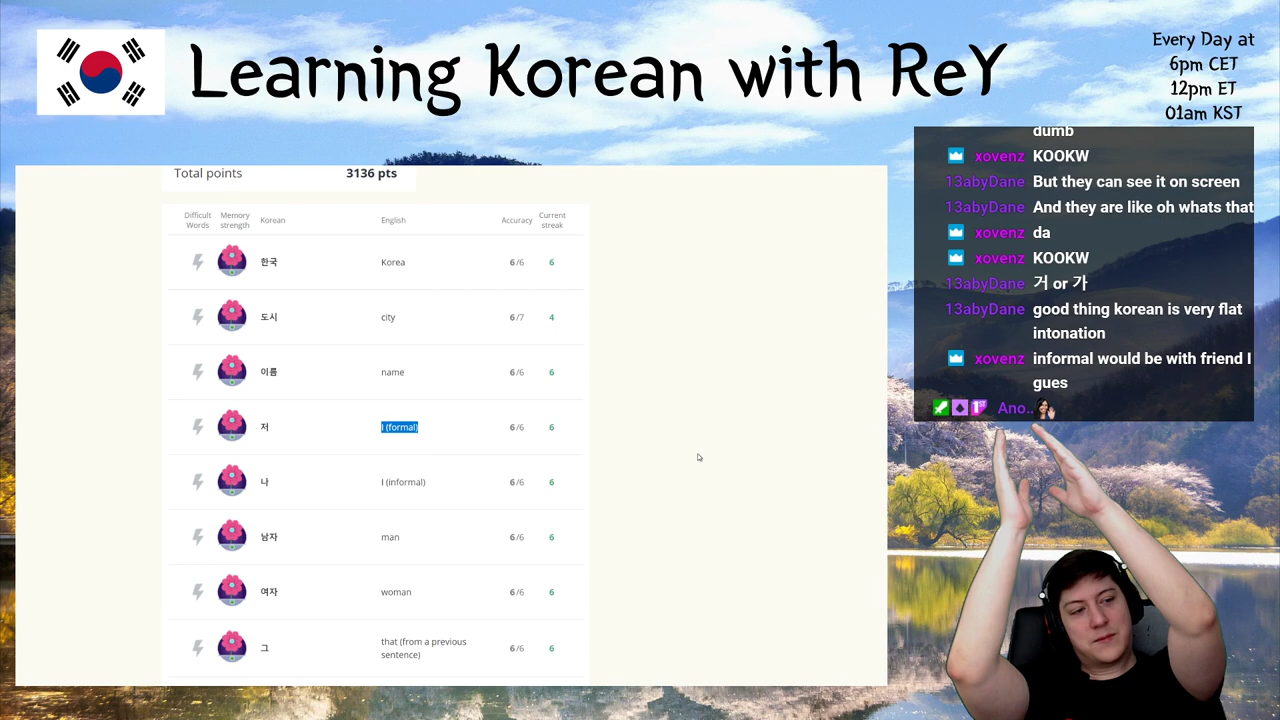 Learning Korean with ReY
Every Day at
6pm CET
12pm ET
01am KST
Total points 3136 pts
Difficult Words Memory strength Korean English Accuracy Current streak
한국 Korea 6/6 6
도시 city 6/7 4
이름 name 6/6 6
저 I (formal) 6/6 6
나 I (informal) 6/6 6
남자 man 6/6 6
여자 woman 6/6 6
그 that (from a previous
sentence) 6/6 6
dumb
xovenz KOOKW
13abyDane But they can see it on screen
13abyDane And they are like oh whats that
xovenz da
xovenz KOOKW
13abyDane 거 or 가
13abyDane good thing korean is very flat
intonation
xovenz informal would be with friend I
gues
1ST Ano..